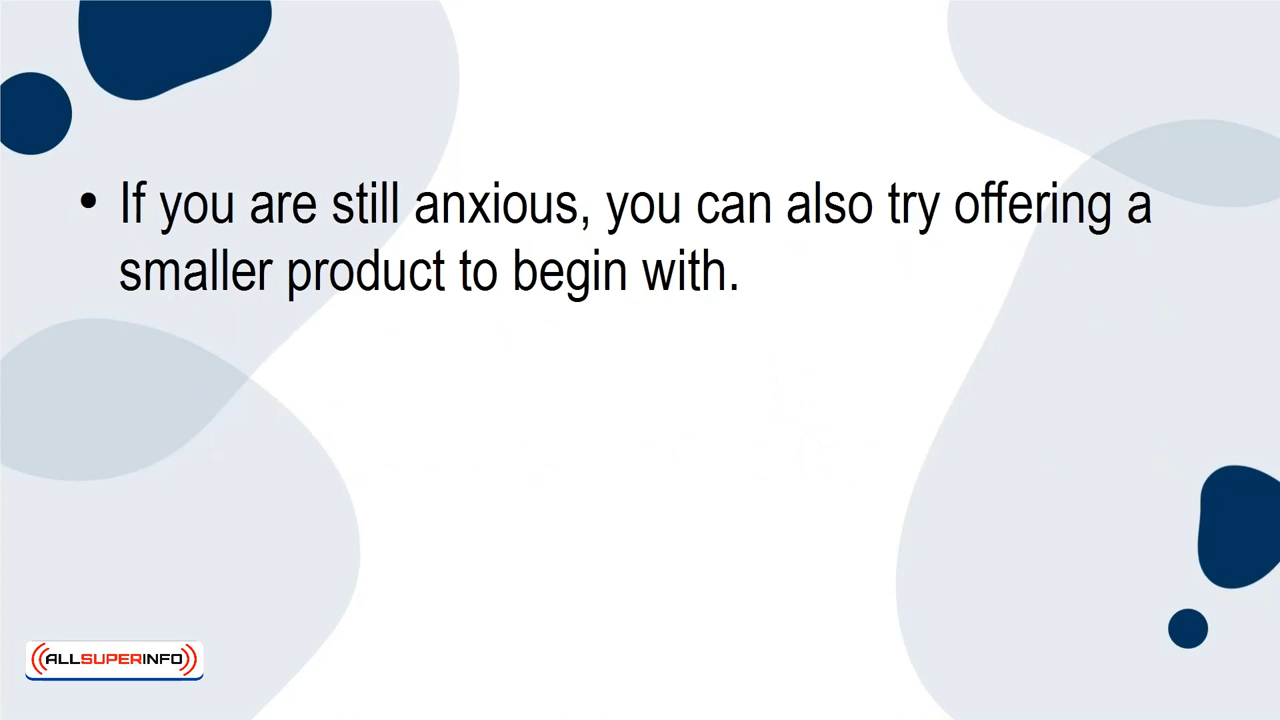 • If you are still anxious, you can also try offering a
smaller product to begin with.
ALLSUPERINFO